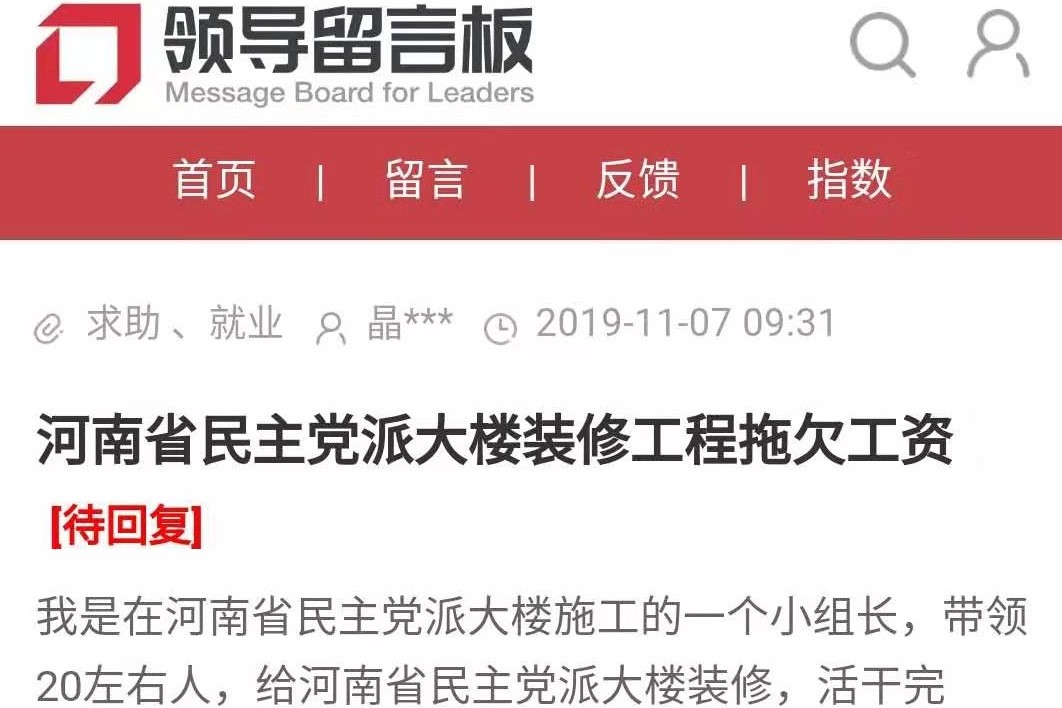 领导留言板
Message Board for Leaders
首页 | 留言 | 反馈 | 指数
求助、就业 晶*** 2019-11-07 09:31
河南省民主党派大楼装修工程拖欠工资
[待回复]
我是在河南省民主党派大楼施工的一个小组长，带领
20左右人，给河南省民主党派大楼装修，活干完